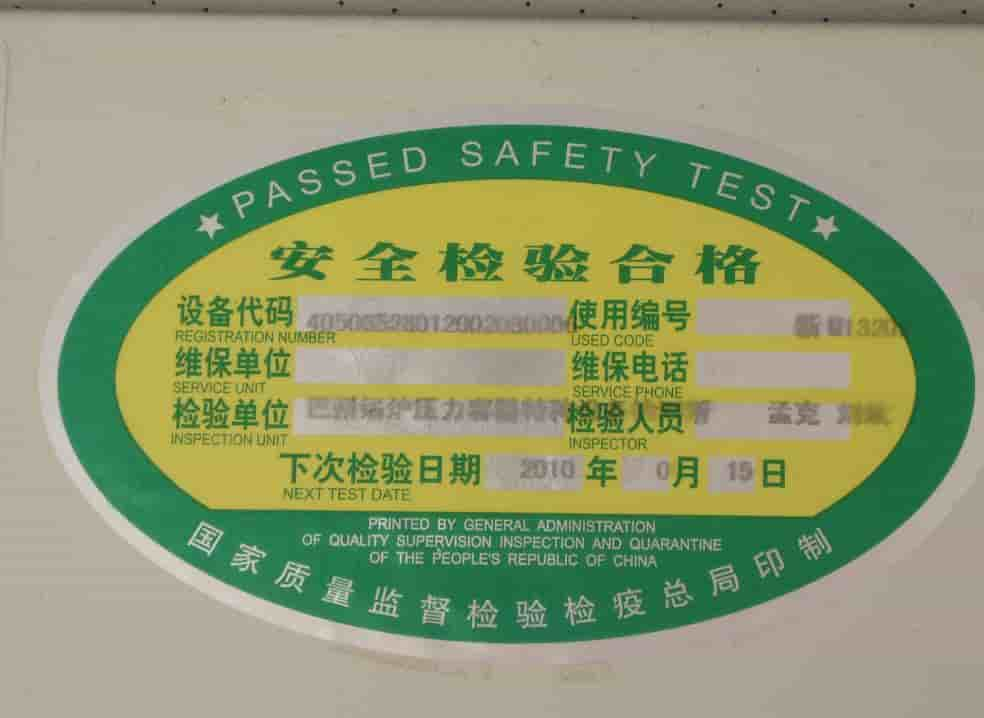 ★PASSED SAFETY TEST★
安全检验合格
设备代码 使用编号
REGISTRATION NUMBER USED CODE
维保单位 维保电话
SERVICE UNIT SERVICE PHONE
检验单位 检验人员
INSPECTION UNIT INSPECTOR
下次检验日期 2010 年 0月 15 日
NEXT TEST DATE
PRINTED BY GENERAL ADMINISTRATION
OF QUALITY SUPERVISION INSPECTION AND QUARANTINE
OF THE PEOPLE'S REPUBLIC OF CHINA
国家质量监督检验检疫总局印制